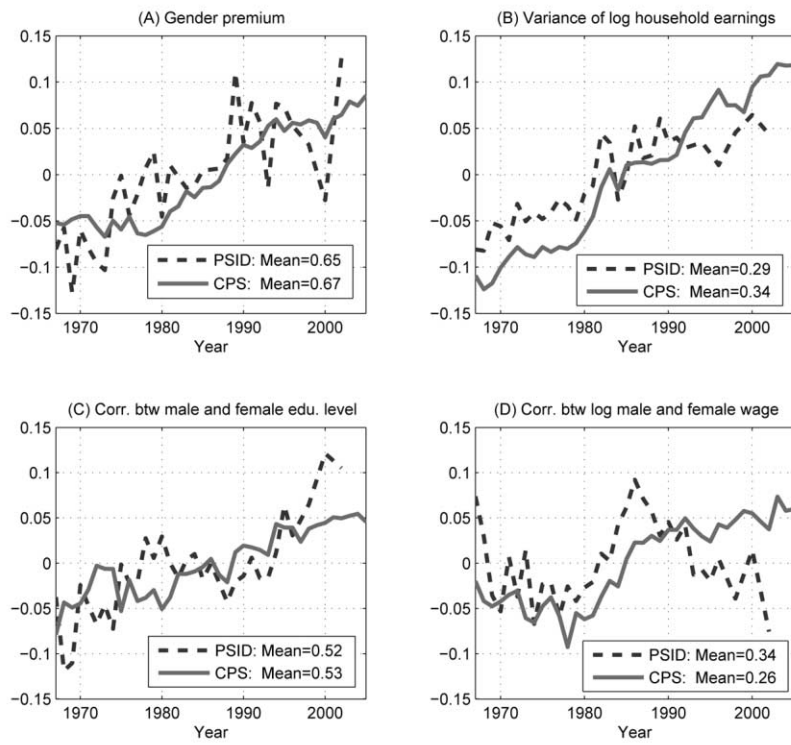 (A) Gender premium
0.15
0.1
0.05
0
−0.05
−0.1
−0.15
1970 1980 1990 2000
Year
PSID: Mean=0.65
CPS: Mean=0.67
(B) Variance of log household earnings
0.15
0.1
0.05
0
−0.05
−0.1
−0.15
1970 1980 1990 2000
Year
PSID: Mean=0.29
CPS: Mean=0.34
(C) Corr. btw male and female edu. level
0.15
0.1
0.05
0
−0.05
−0.1
−0.15
1970 1980 1990 2000
Year
PSID: Mean=0.52
CPS: Mean=0.53
(D) Corr. btw log male and female wage
0.15
0.1
0.05
0
−0.05
−0.1
−0.15
1970 1980 1990 2000
Year
PSID: Mean=0.34
CPS: Mean=0.26